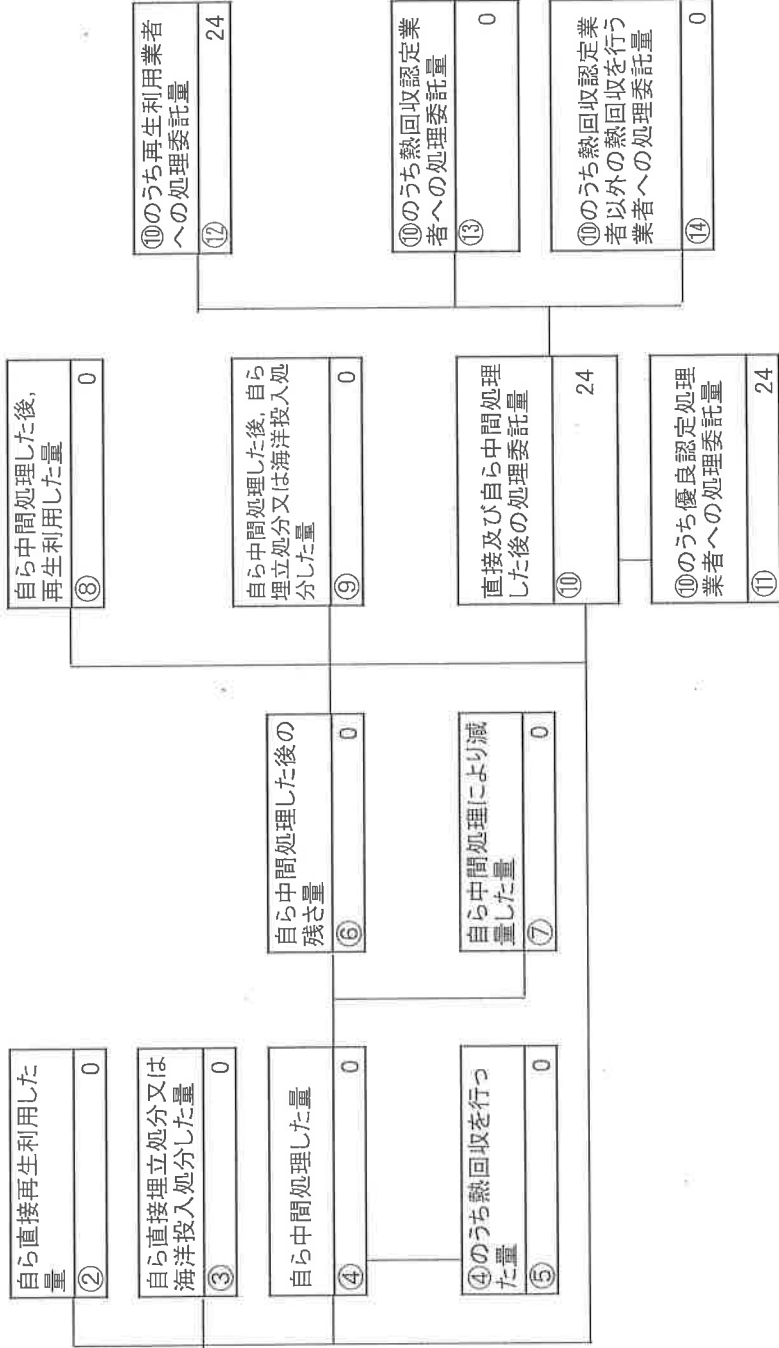 自ら直接再生利用した
量
② 0
自ら直接埋立処分又は
海洋投入処分した量
③ 0
自ら中間処理した量
④ 0
④のうち熱回収を行っ
た量
⑤ 0
自ら中間処理した後の
残さ量
⑥ 0
自ら中間処理により減
量した量
⑦ 0
自ら中間処理した後,
再生利用した量
⑧ 0
自ら中間処理した後, 自ら
埋立処分又は海洋投入処
分した量
⑨ 0
直接及び自ら中間処理
した後の処理委託量
⑩ 24
⑩のうち優良認定処理
業者への処理委託量
⑪ 24
⑩のうち再生利用業者
への処理委託量
⑫ 24
⑩のうち熱回収認定業
者への処理委託量
⑬ 0
⑩のうち熱回収認定業
者以外の熱回収を行う
業者への処理委託量
⑭ 0